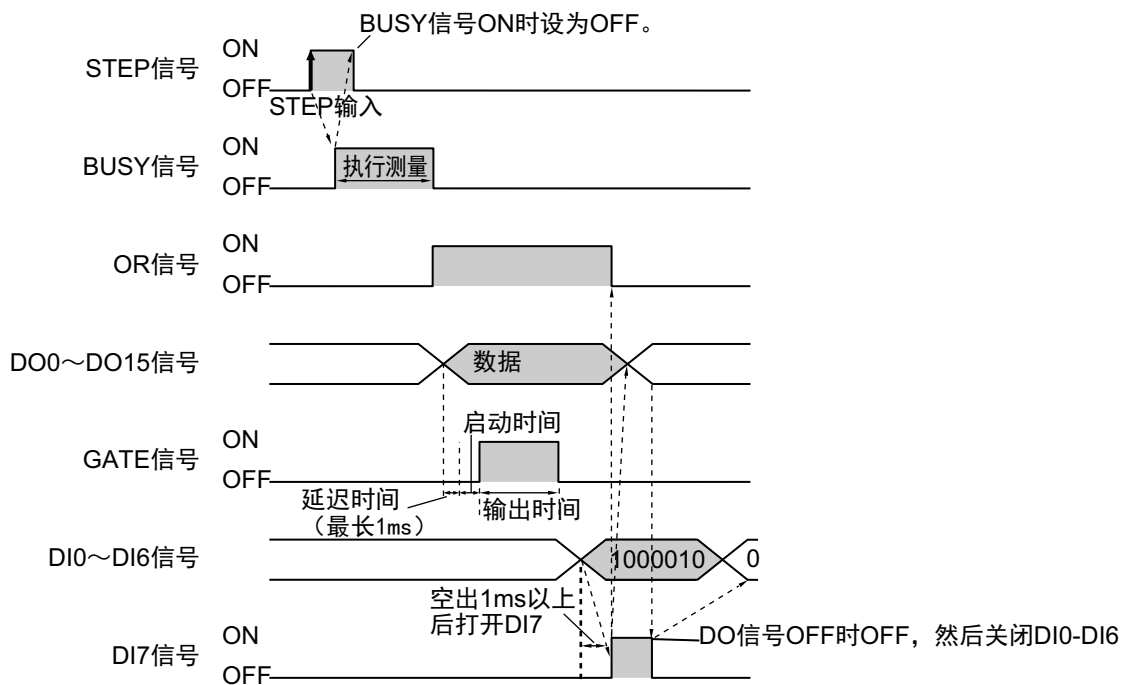 BUSY信号ON时设为OFF。
ON
STEP信号
OFF
STEP输入
ON
BUSY信号
执行测量
OFF
ON
OR信号
OFF
DO0～DO15信号
数据
启动时间
ON
GATE信号
OFF
延迟时间
（最长1ms）
输出时间
DI0～DI6信号
1000010
0
空出1ms以上
后打开DI7
ON
DO信号OFF时OFF，然后关闭DI0-DI6
DI7信号
OFF